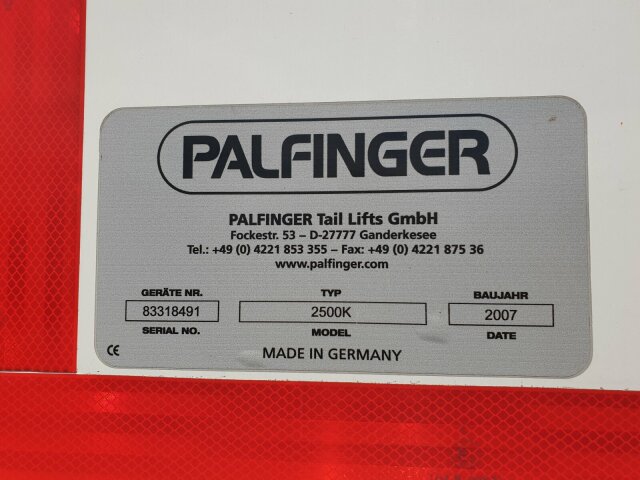 PALFINGER
PALFINGER Tail Lifts GmbH
Fockestr. 53 – D-27777 Ganderkesee
Tel.: +49 (0) 4221 853 355 – Fax: +49 (0) 4221 875 36
www.palfinger.com
GERÄTE NR. TYP BAUJAHR
83318491 2500K 2007
SERIAL NO. MODEL DATE
CE MADE IN GERMANY